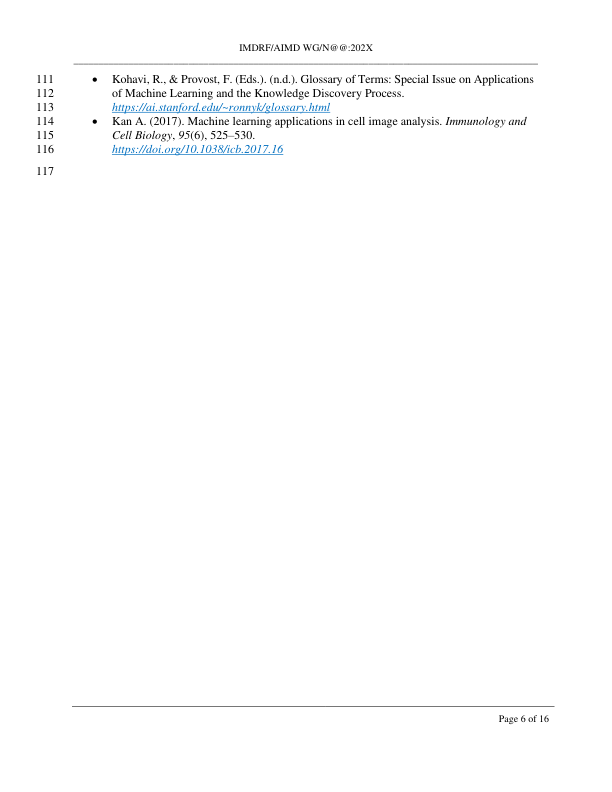 IMDRF/AIMD WG/N@@:202X
111 • Kohavi, R., & Provost, F. (Eds.). (n.d.). Glossary of Terms: Special Issue on Applications
112 of Machine Learning and the Knowledge Discovery Process.
113 https://ai.stanford.edu/~ronnyk/glossary.html
114 • Kan A. (2017). Machine learning applications in cell image analysis. Immunology and
115 Cell Biology, 95(6), 525–530.
116 https://doi.org/10.1038/icb.2017.16
117
Page 6 of 16